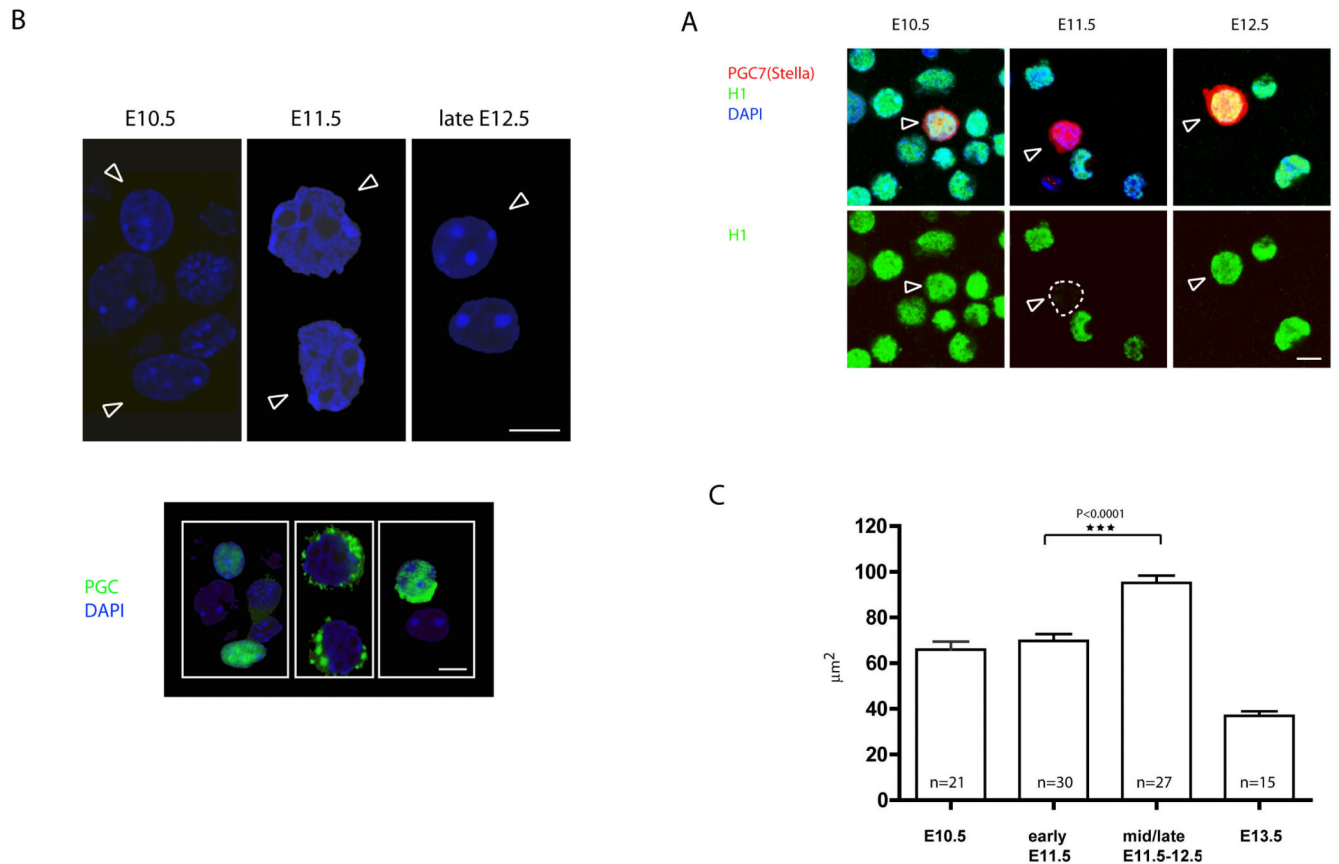 B
E10.5 E11.5 late E12.5
PGC
DAPI
A
E10.5 E11.5 E12.5
PGC7(Stella)
H1
DAPI
H1
C
P<0.0001
★★★
120
100
80
60
40
20
0
μm²
n=21 n=30 n=27 n=15
E10.5 early mid/late E13.5
E11.5 E11.5-12.5